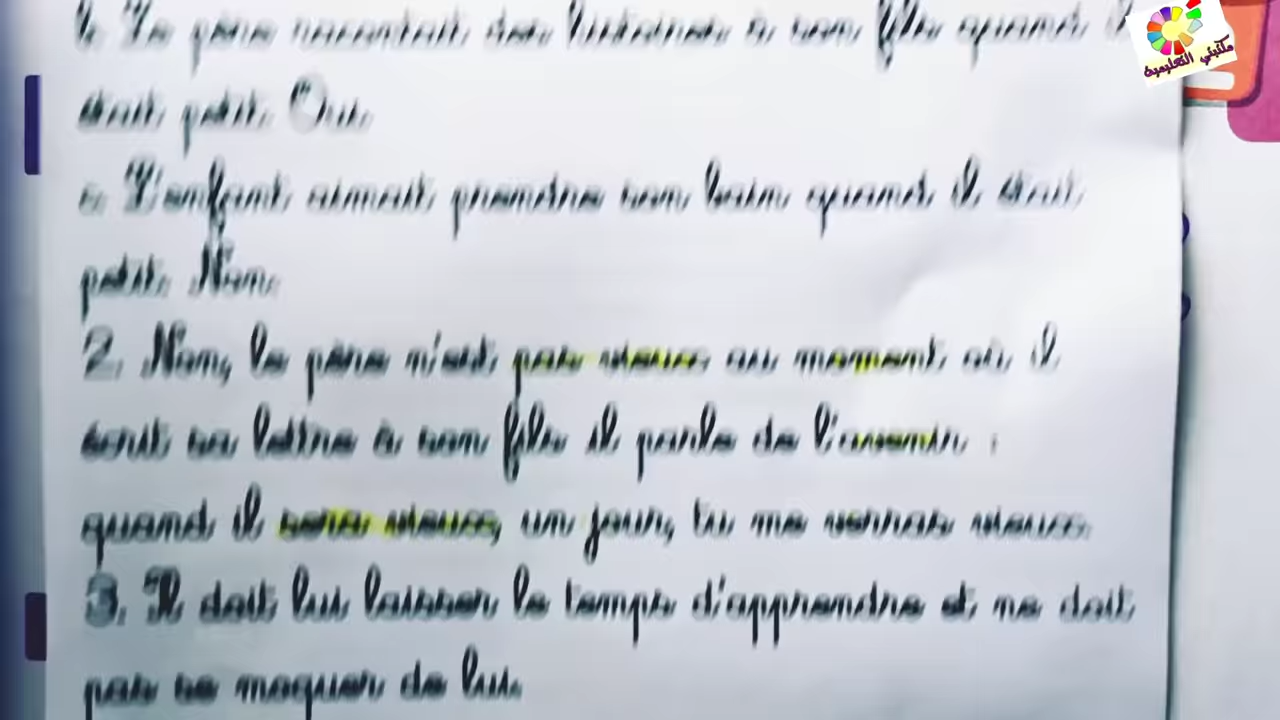 b. Le père racontait des histoires à son fils quand il
était petit. Oui.
c. L'enfant aimait prendre son bain quand il était
petit. Non.
2. Non, le père n'est pas vieux au moment où il
écrit sa lettre à son fils il parle de l'avenir :
quand il sera vieux, un jour, tu me verras vieux.
3. Il doit lui laisser le temps d'apprendre et ne doit
pas se moquer de lui.
مكتبتي التعليمية